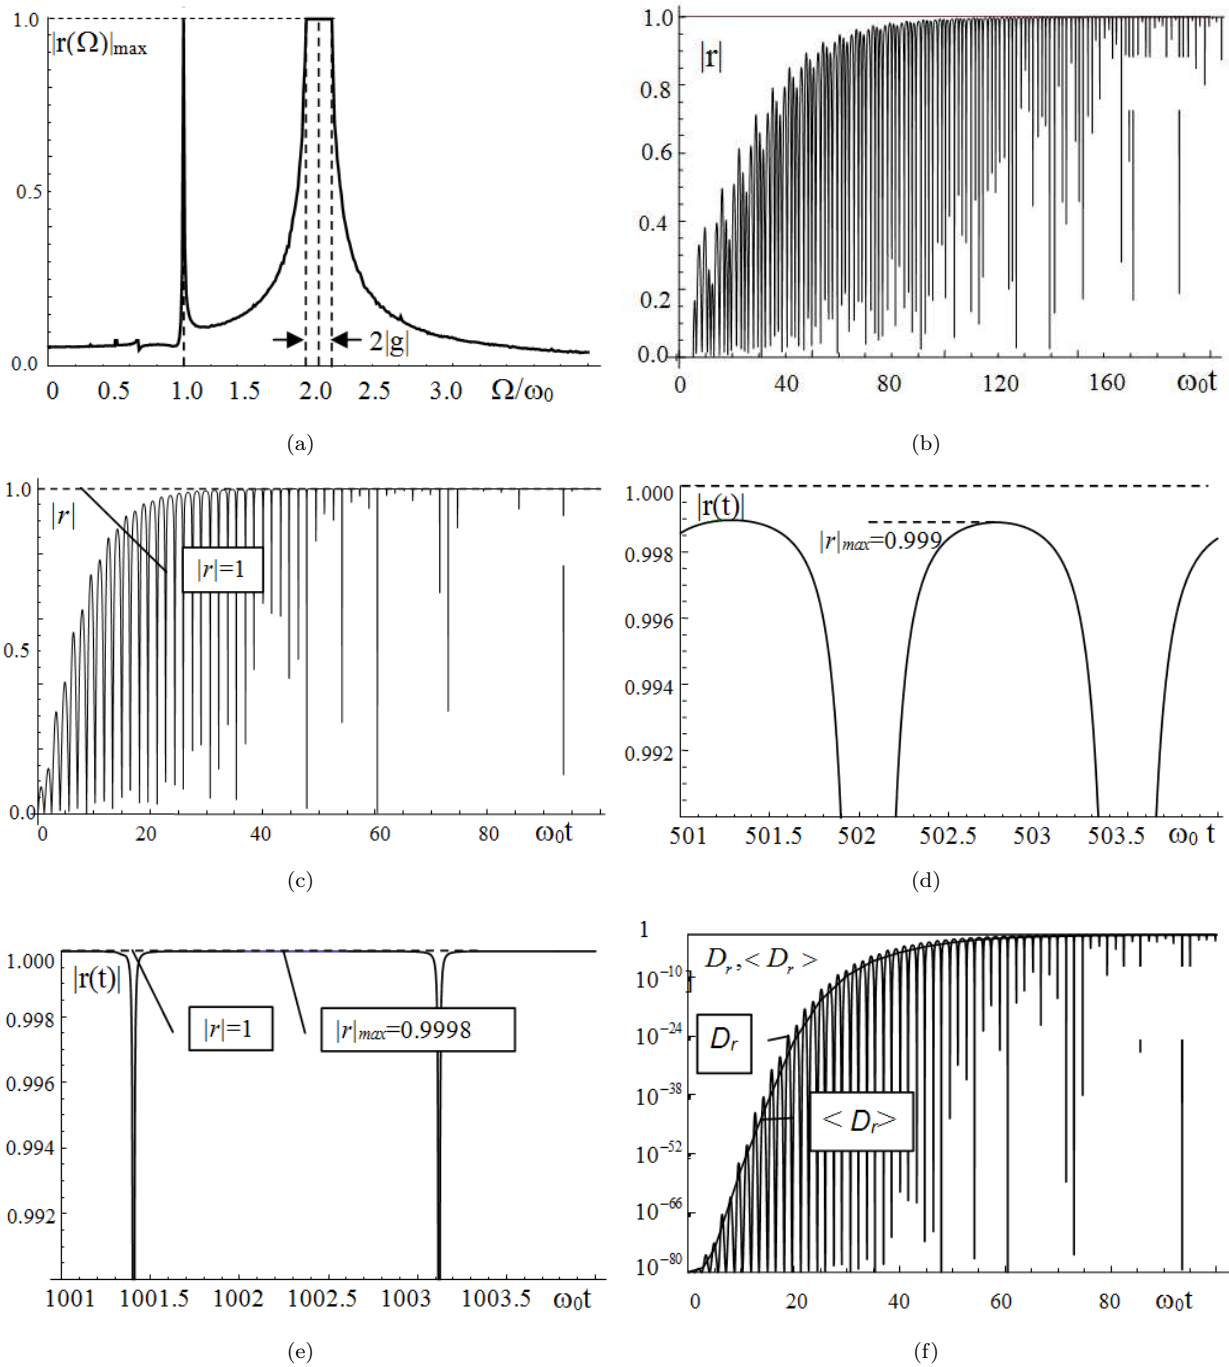 1.0
|r(Ω)|max
0.5
0.0
2|g|
0 0.5 1.0 1.5 2.0 2.5 3.0 Ω/ω₀
(a)
1.0
|r|
0.8
0.6
0.4
0.2
0.0
0 40 80 120 160 ω₀t
(b)
1.0
|r|
|r|=1
0.5
0.0
0 20 40 60 80 ω₀t
(c)
1.000
|r(t)|
|r|max=0.999
0.998
0.996
0.994
0.992
501 501.5 502 502.5 503 503.5 ω₀ t
(d)
1.000
|r(t)|
|r|=1
|r|max=0.9998
0.998
0.996
0.994
0.992
1001 1001.5 1002 1002.5 1003 1003.5 ω₀t
(e)
1
Dr,<Dr>
10⁻¹⁰
10⁻²⁴
Dr
10⁻³⁸
< Dr>
10⁻⁵²
10⁻⁶⁶
10⁻⁸⁰
0 20 40 60 80 ω₀t
(f)